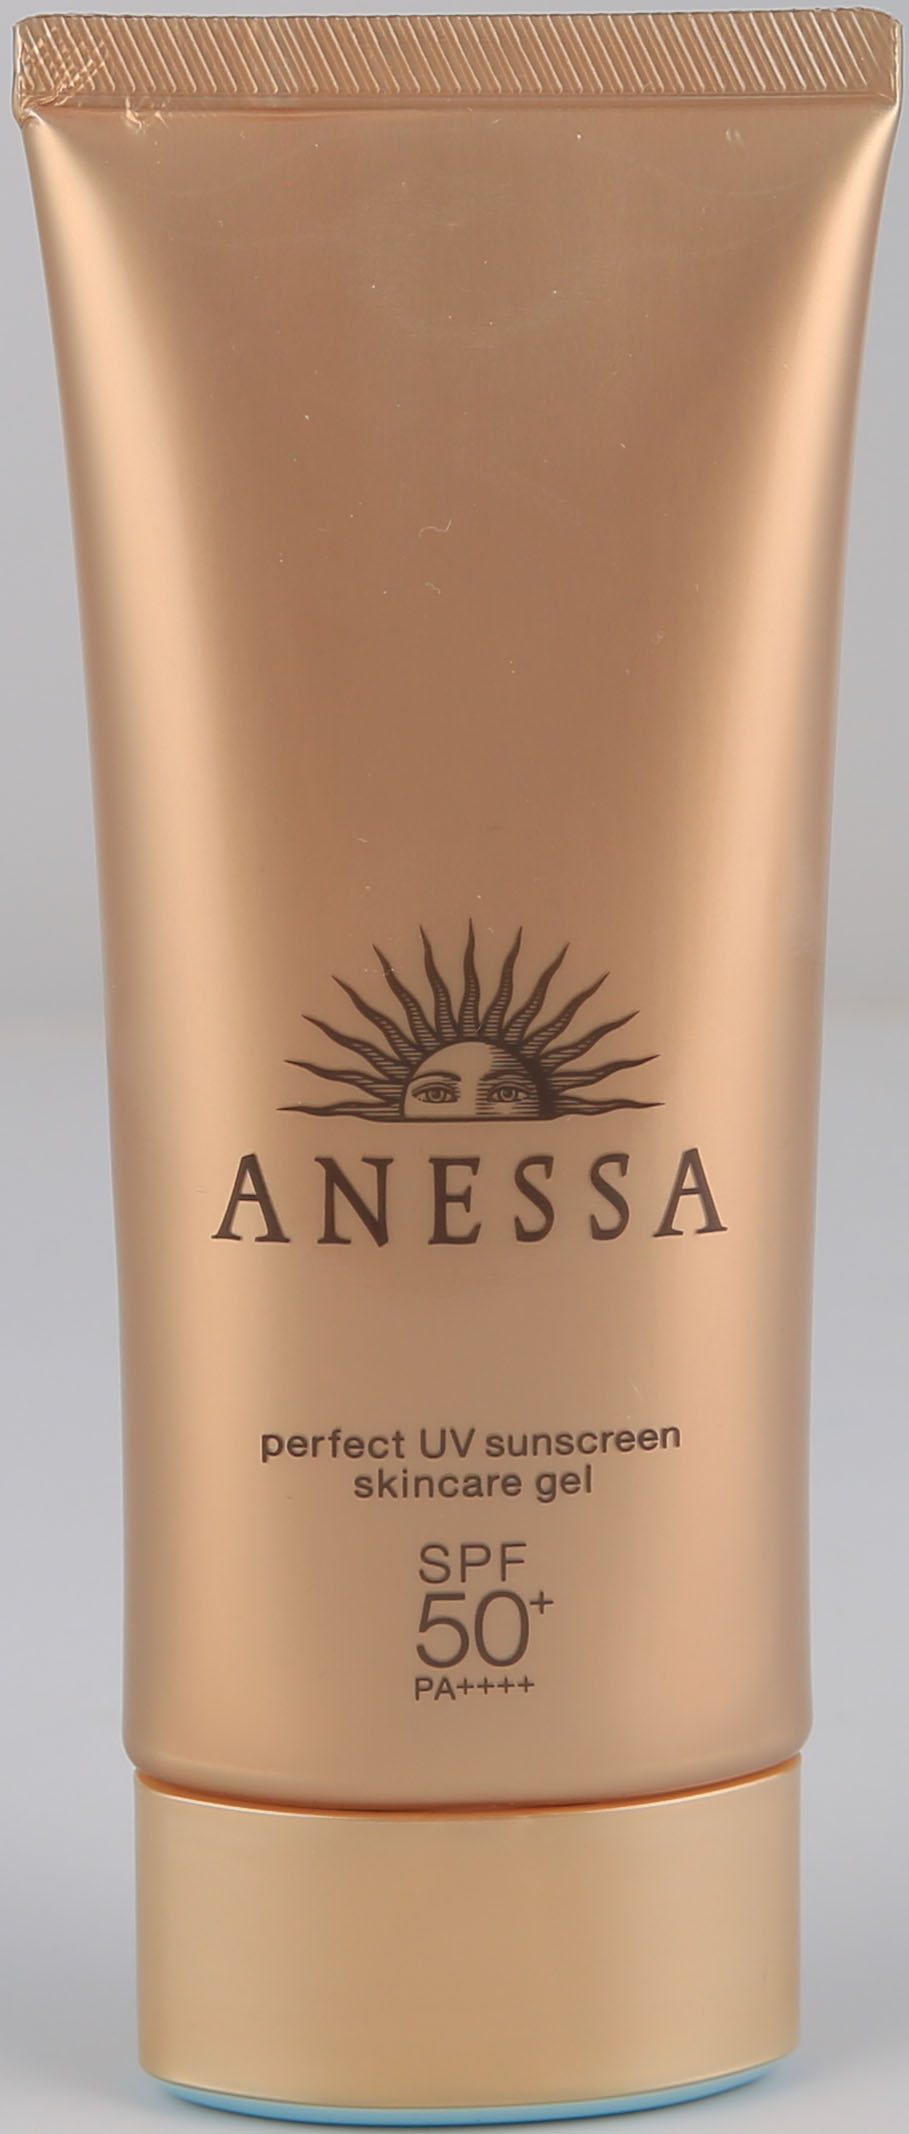 ANESSA
perfect UV sunscreen
skincare gel
SPF
50+
PA++++